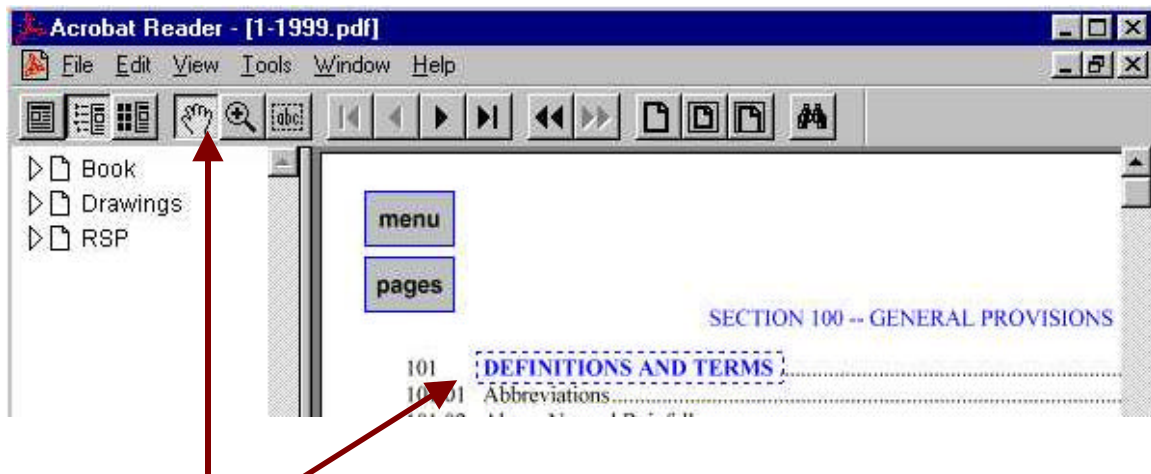 Acrobat Reader - [1-1999.pdf]
File Edit View Tools Window Help
abc
Book
Drawings
RSP
menu
pages
SECTION 100 -- GENERAL PROVISIONS
101 DEFINITIONS AND TERMS
Abbreviations